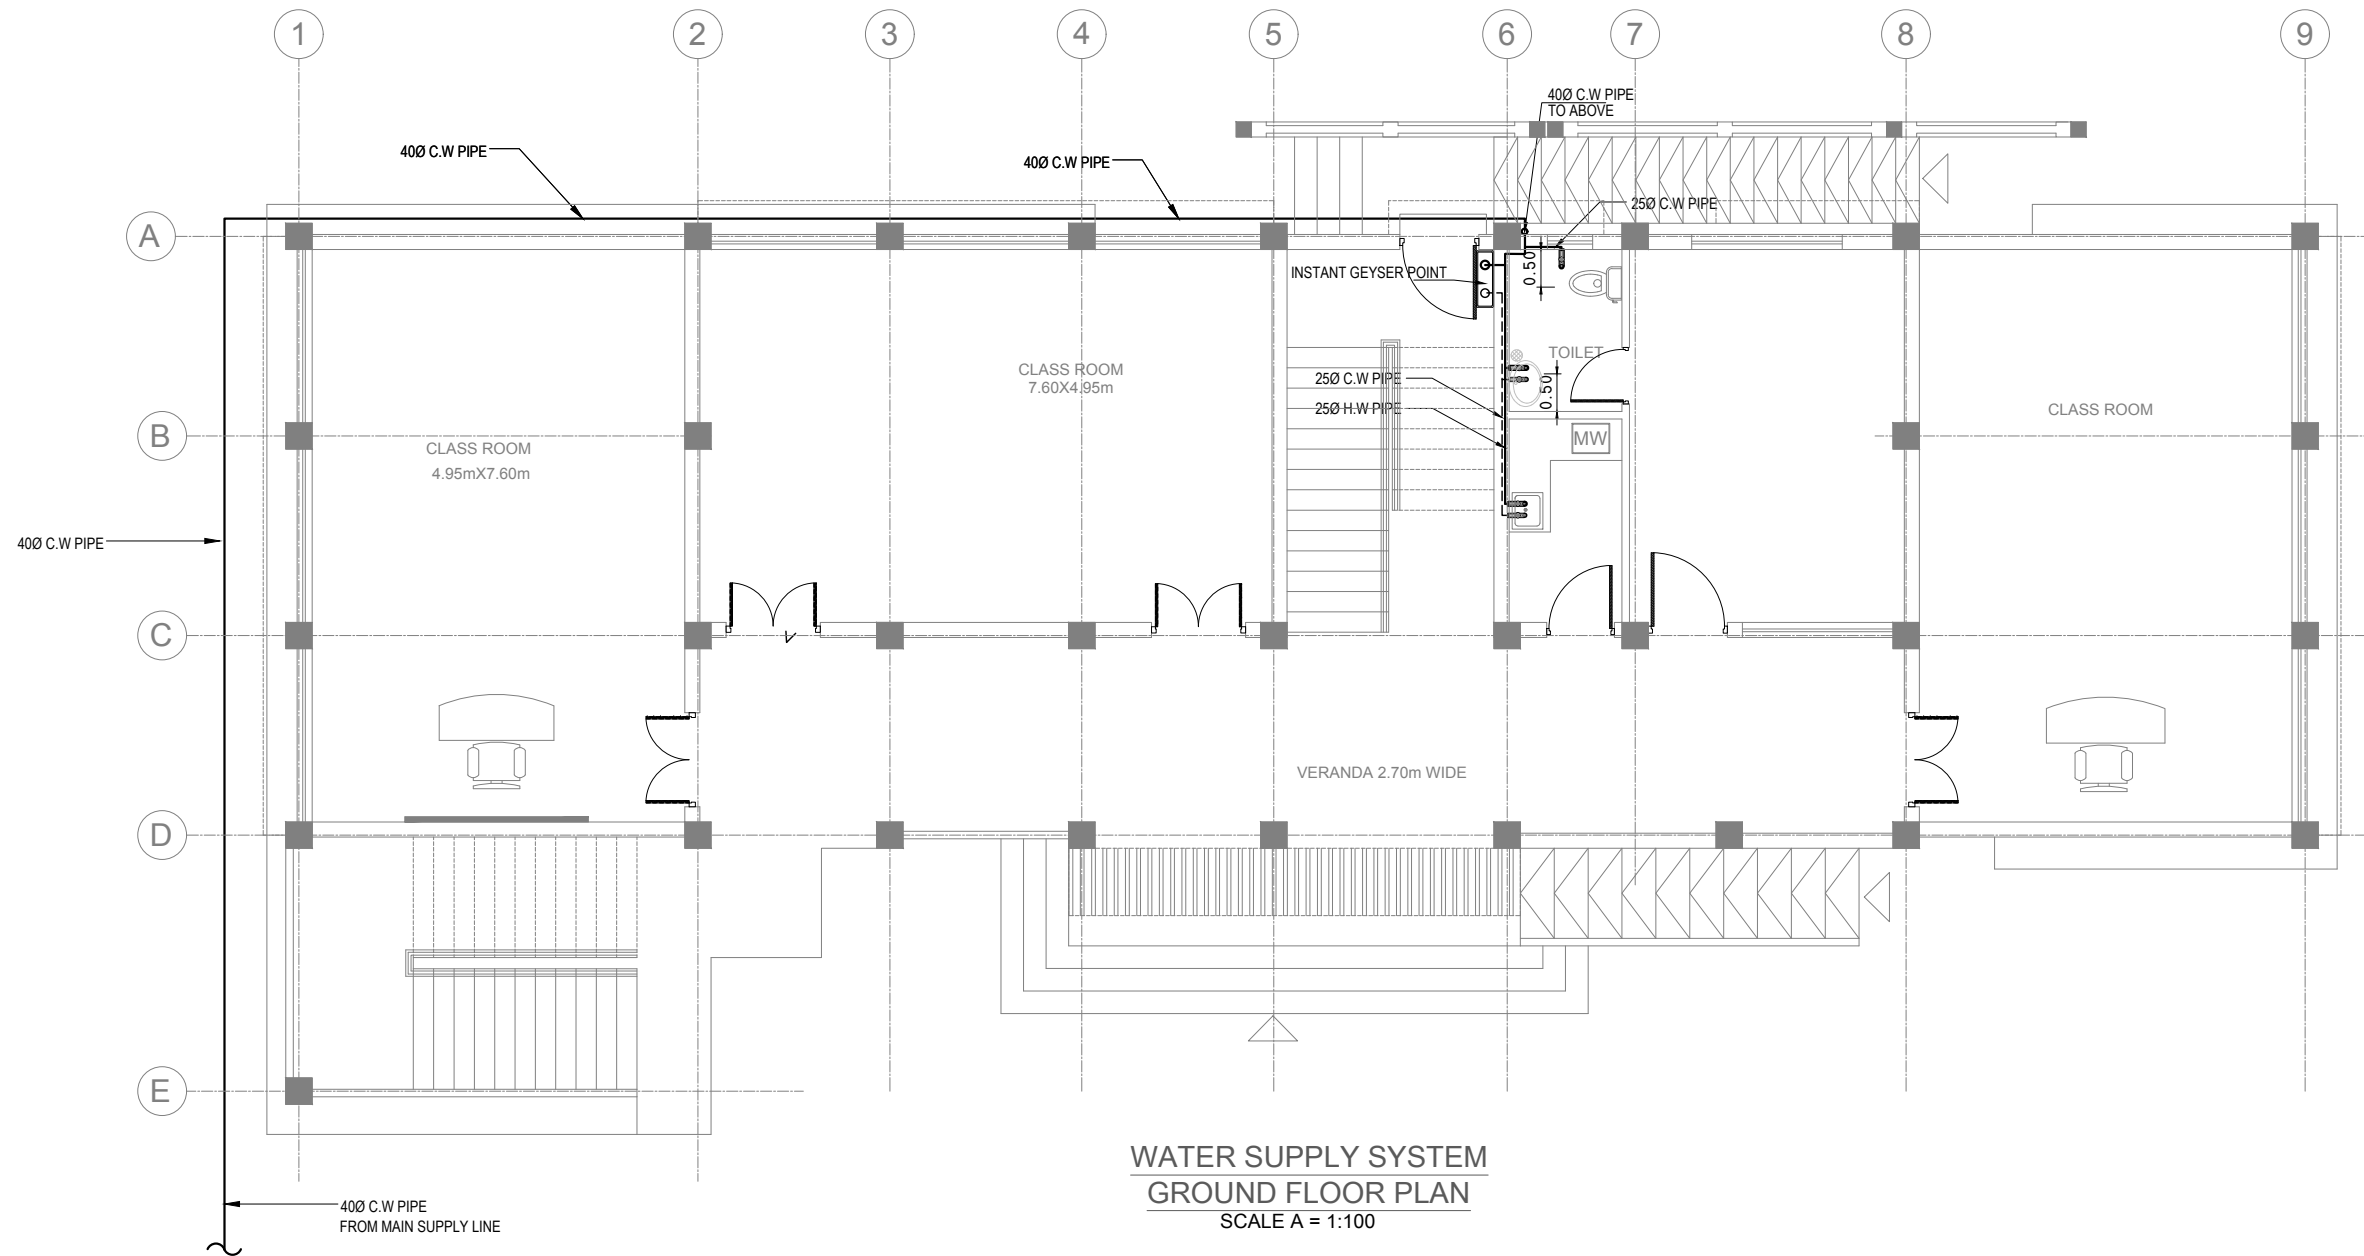 1 2 3 4 5 6 7 8 9
40Ø C.W PIPE
TO ABOVE
40Ø C.W PIPE
40Ø C.W PIPE
25Ø C.W PIPE
A
INSTANT GEYSER POINT
0.50
TOILET
CLASS ROOM
7.60X4.95m
25Ø C.W PIPE
0.50
25Ø H.W PIPE
CLASS ROOM
B
MW
CLASS ROOM
4.95mX7.60m
40Ø C.W PIPE
C
V
VERANDA 2.70m WIDE
D
E
WATER SUPPLY SYSTEM
GROUND FLOOR PLAN
SCALE A = 1:100
40Ø C.W PIPE
FROM MAIN SUPPLY LINE